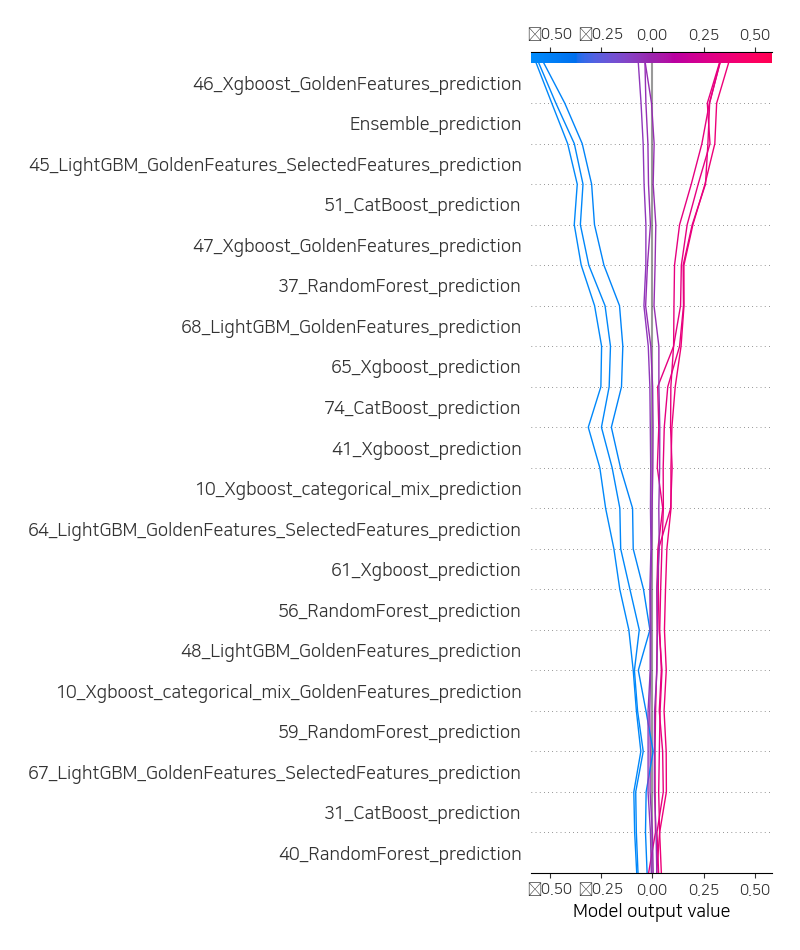 ▯0.50 ▯0.25 0.00 0.25 0.50
46_Xgboost_GoldenFeatures_prediction
Ensemble_prediction
45_LightGBM_GoldenFeatures_SelectedFeatures_prediction
51_CatBoost_prediction
47_Xgboost_GoldenFeatures_prediction
37_RandomForest_prediction
68_LightGBM_GoldenFeatures_prediction
65_Xgboost_prediction
74_CatBoost_prediction
41_Xgboost_prediction
10_Xgboost_categorical_mix_prediction
64_LightGBM_GoldenFeatures_SelectedFeatures_prediction
61_Xgboost_prediction
56_RandomForest_prediction
48_LightGBM_GoldenFeatures_prediction
10_Xgboost_categorical_mix_GoldenFeatures_prediction
59_RandomForest_prediction
67_LightGBM_GoldenFeatures_SelectedFeatures_prediction
31_CatBoost_prediction
40_RandomForest_prediction
▯0.50 ▯0.25 0.00 0.25 0.50
Model output value